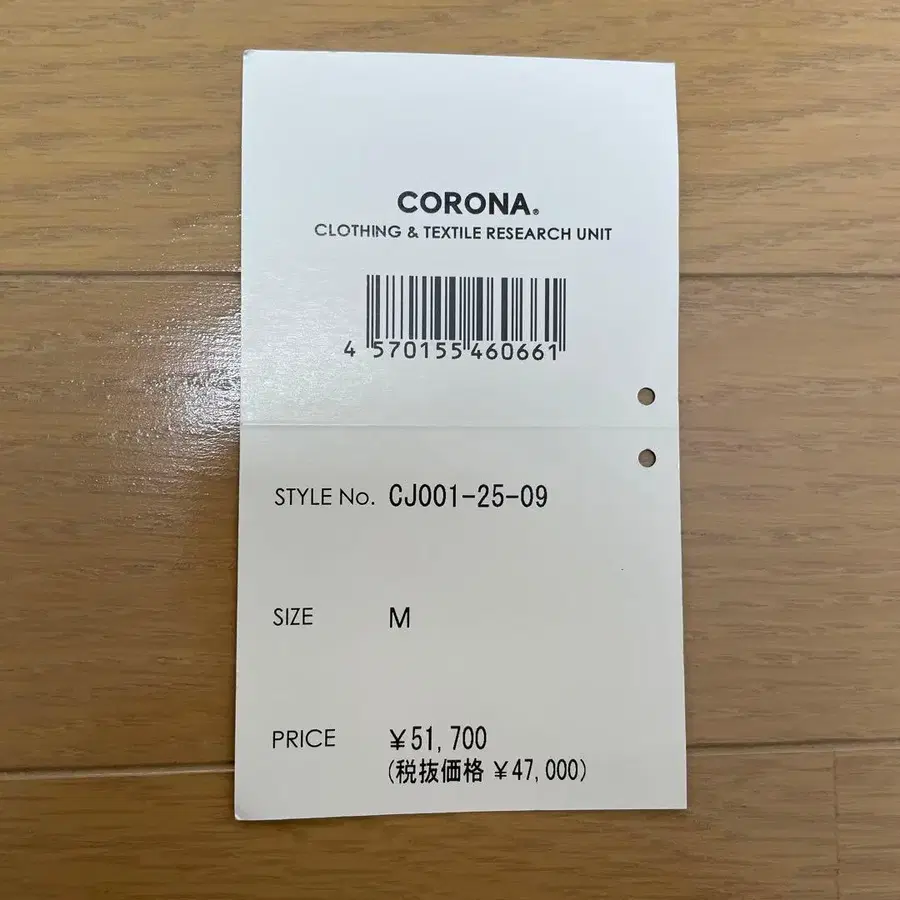 CORONA®
CLOTHING & TEXTILE RESEARCH UNIT
4 570155 460661
STYLE No. CJ001-25-09
SIZE M
PRICE ¥51,700
(税抜価格 ¥47,000)